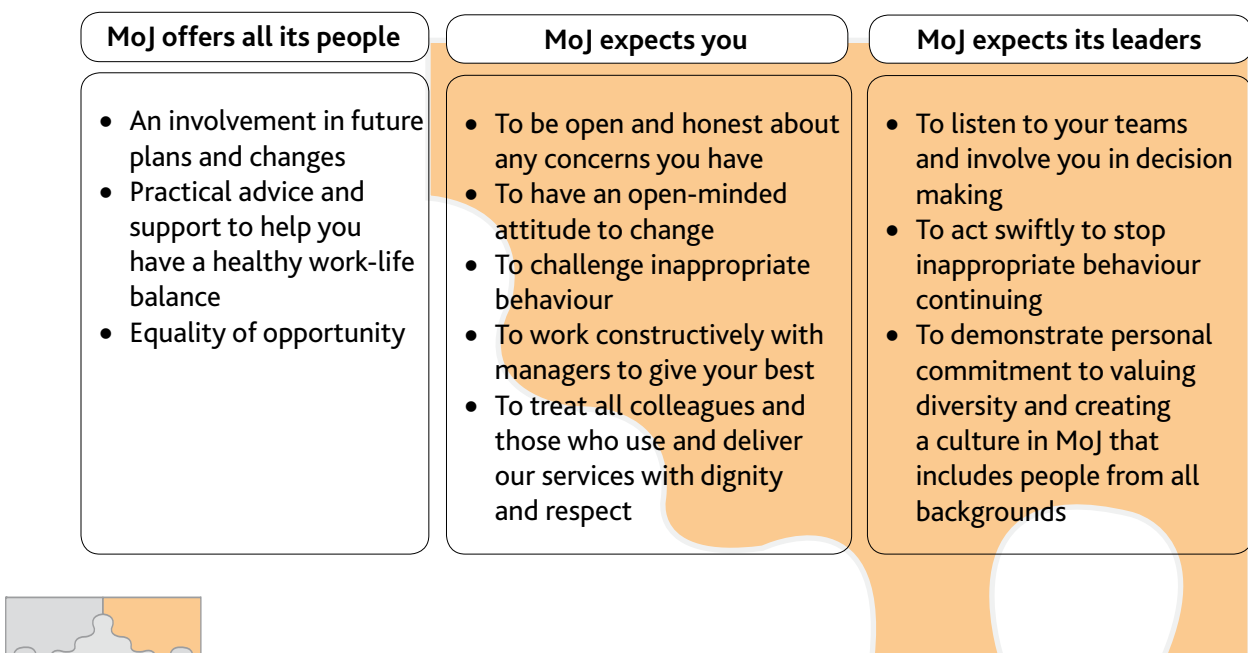 MoJ offers all its people
• An involvement in future
plans and changes
• Practical advice and
support to help you
have a healthy work-life
balance
• Equality of opportunity
MoJ expects you
• To be open and honest about
any concerns you have
• To have an open-minded
attitude to change
• To challenge inappropriate
behaviour
• To work constructively with
managers to give your best
• To treat all colleagues and
those who use and deliver
our services with dignity
and respect
MoJ expects its leaders
• To listen to your teams
and involve you in decision
making
• To act swiftly to stop
inappropriate behaviour
continuing
• To demonstrate personal
commitment to valuing
diversity and creating
a culture in MoJ that
includes people from all
backgrounds